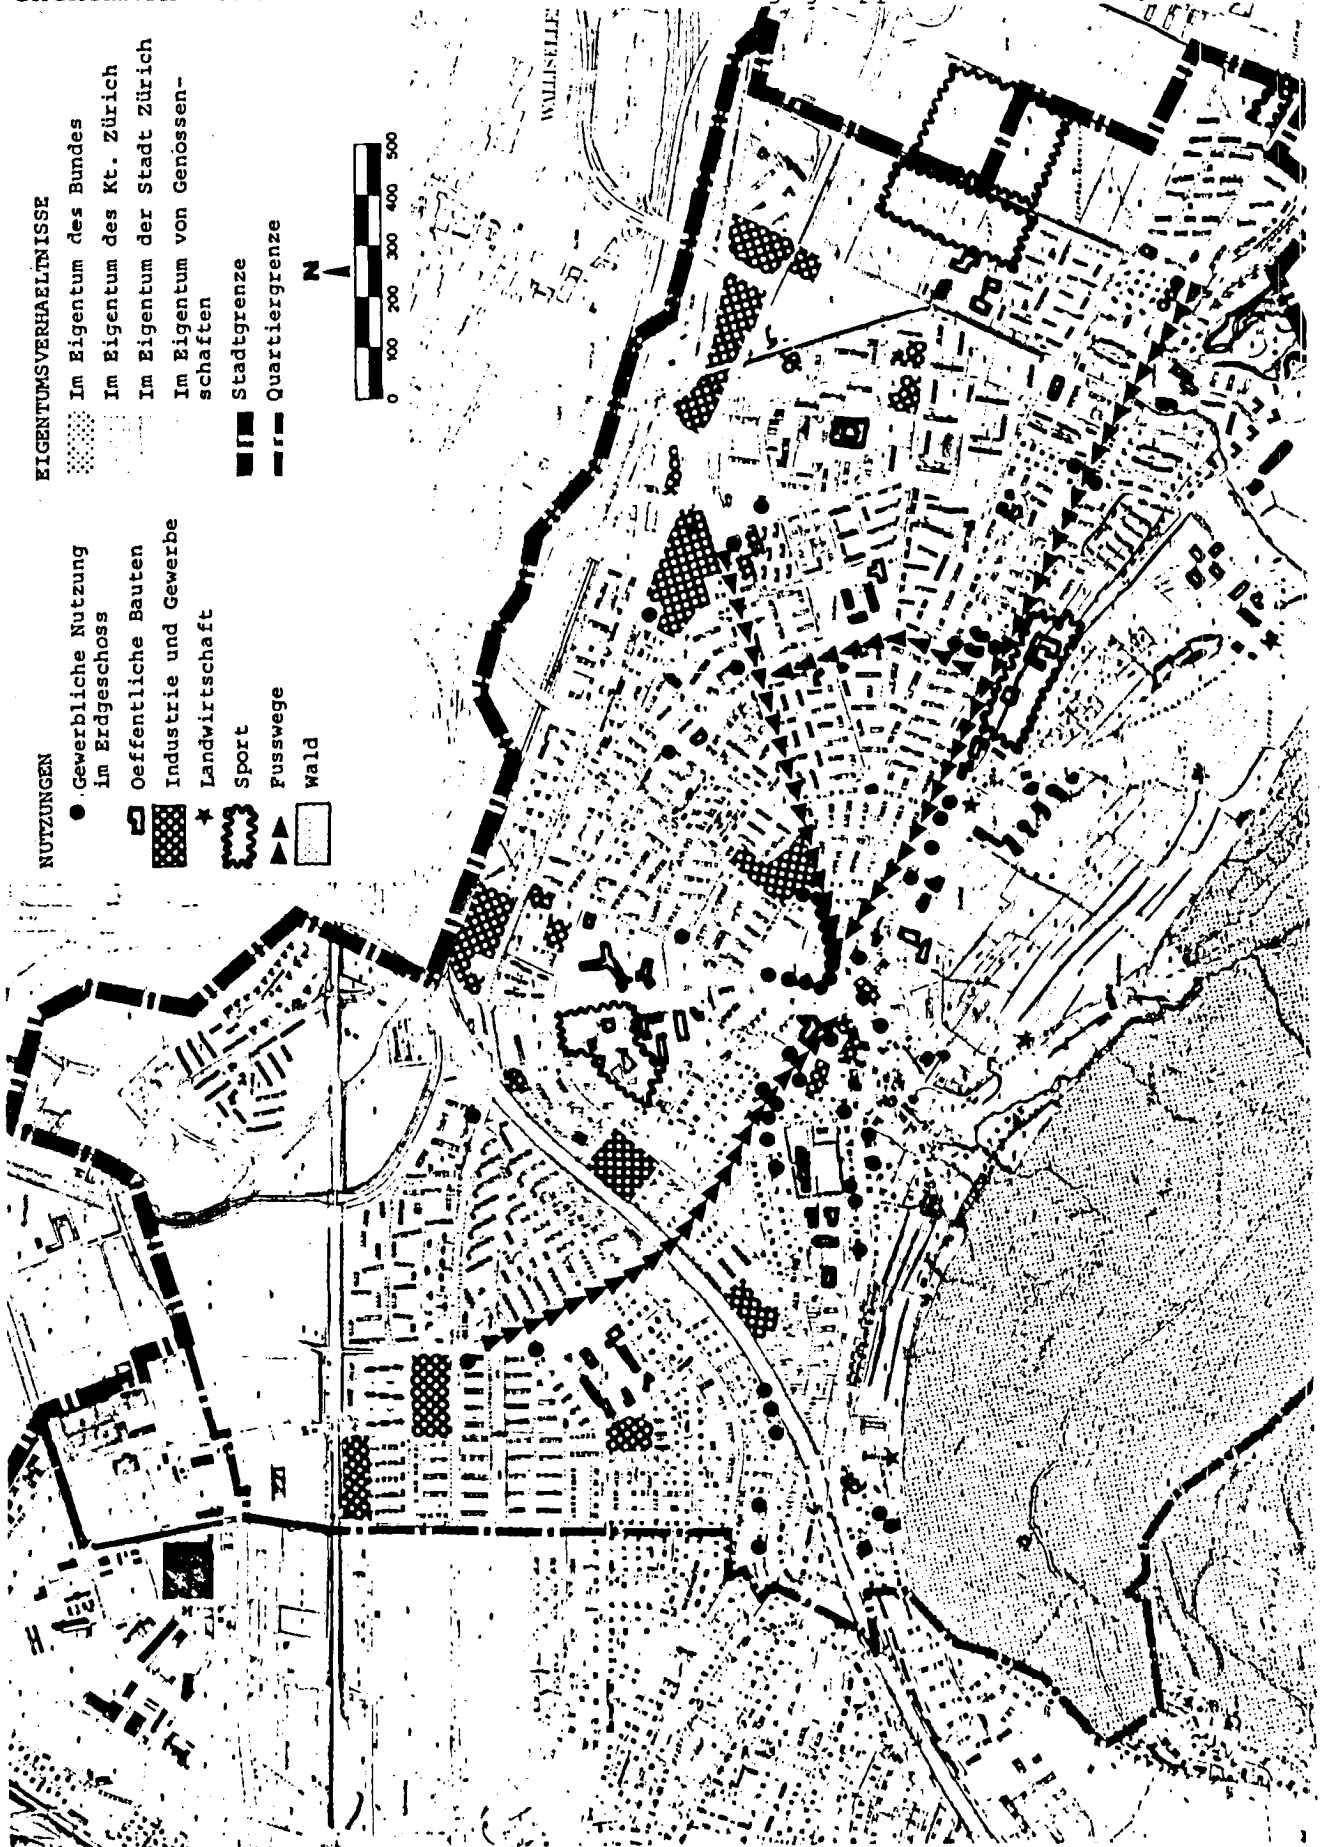 NUTZUNGEN
Gewerbliche Nutzung
im Erdgeschoss
Oeffentliche Bauten
Industrie und Gewerbe
Landwirtschaft
Sport
Fusswege
Wald
EIGENTUMSVERHAELTNISSE
Im Eigentum des Bundes
Im Eigentum des Kt. Zürich
Im Eigentum der Stadt Zürich
Im Eigentum von Genossen-
schaften
Stadtgrenze
Quartiergrenze
N
0 100 200 300 400 500
WALLISELLE